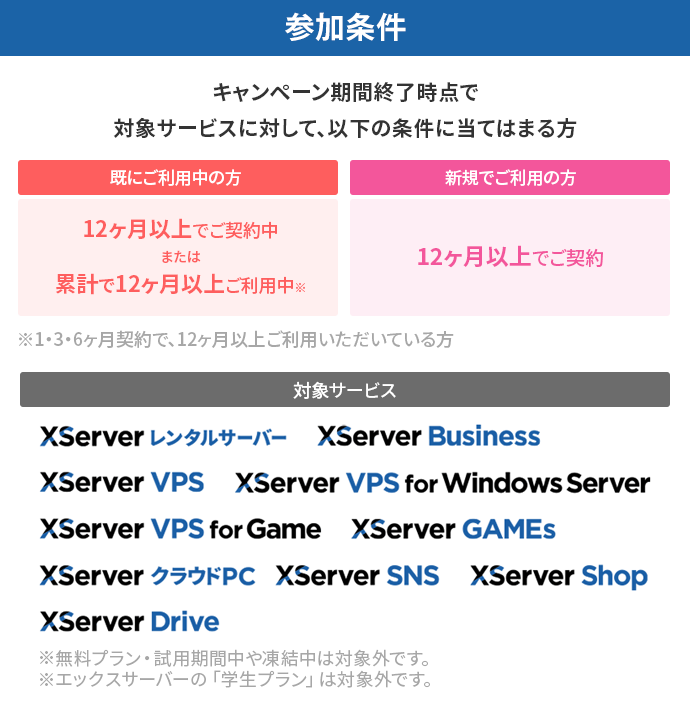 参加条件
キャンペーン期間終了時点で
対象サービスに対して、以下の条件に当てはまる方
既にご利用中の方
新規でご利用の方
12ヶ月以上でご契約中
または
累計で12ヶ月以上ご利用中※
12ヶ月以上でご契約
※1・3・6ヶ月契約で、12ヶ月以上ご利用いただいている方
対象サービス
XServer レンタルサーバー XServer Business
XServer VPS XServer VPS for Windows Server
XServer VPS for Game XServer GAMEs
XServer クラウドPC XServer SNS XServer Shop
XServer Drive
※無料プラン・試用期間中や凍結中は対象外です。
※エックスサーバーの「学生プラン」は対象外です。